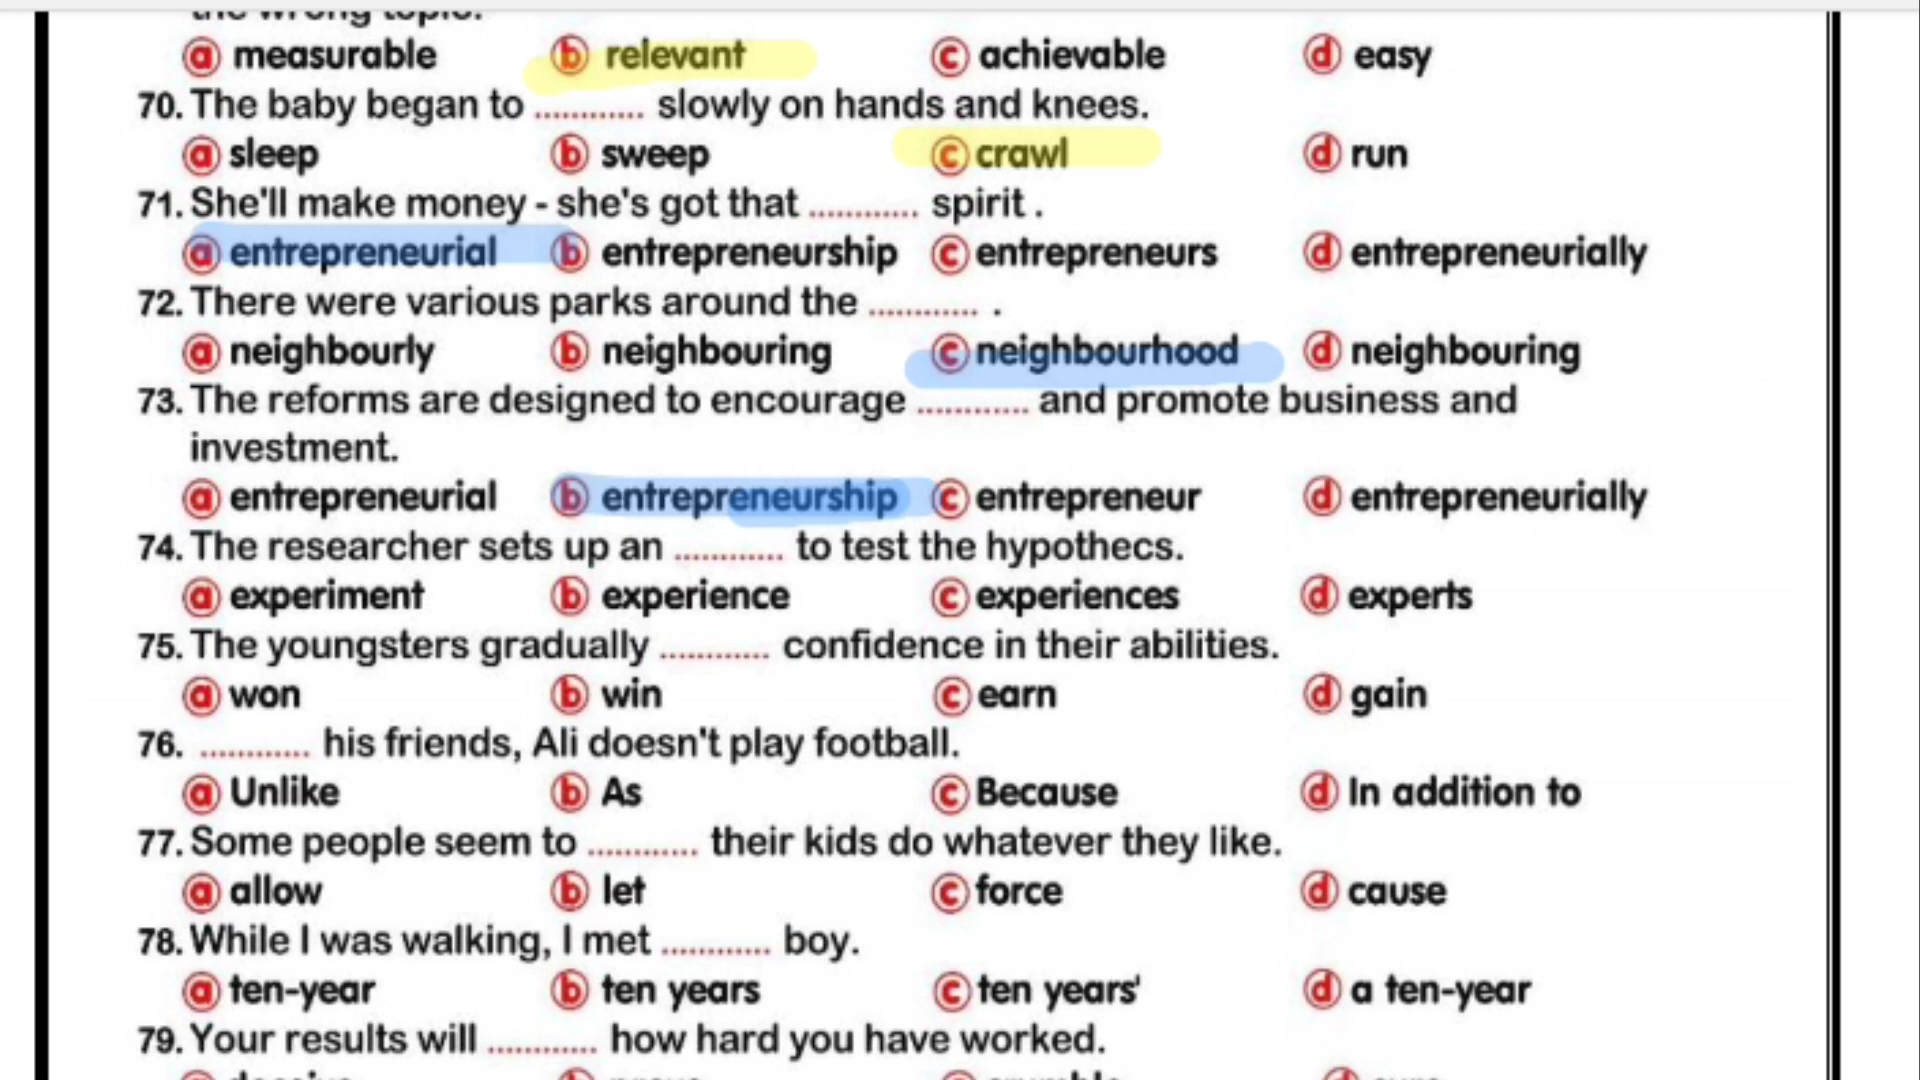 the wrong topic.
a measurable b relevant c achievable d easy
70. The baby began to ............ slowly on hands and knees.
a sleep b sweep c crawl d run
71. She'll make money - she's got that ............ spirit .
a entrepreneurial b entrepreneurship c entrepreneurs d entrepreneurially
72. There were various parks around the ............ .
a neighbourly b neighbouring c neighbourhood d neighbouring
73. The reforms are designed to encourage ............ and promote business and
investment.
a entrepreneurial b entrepreneurship c entrepreneur d entrepreneurially
74. The researcher sets up an ............ to test the hypothecs.
a experiment b experience c experiences d experts
75. The youngsters gradually ............ confidence in their abilities.
a won b win c earn d gain
76. ............ his friends, Ali doesn't play football.
a Unlike b As c Because d In addition to
77. Some people seem to ............ their kids do whatever they like.
a allow b let c force d cause
78. While I was walking, I met ............ boy.
a ten-year b ten years c ten years' d a ten-year
79. Your results will ............ how hard you have worked.